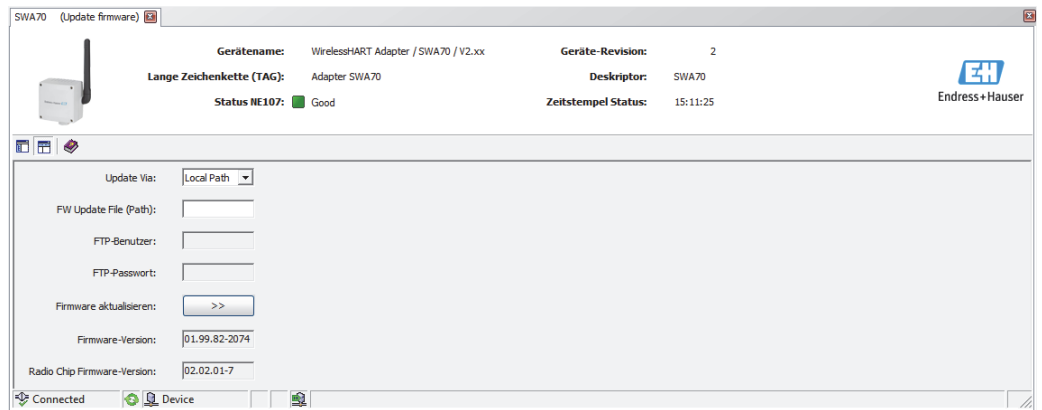 SWA70 (Update firmware)
Gerätename: WirelessHART Adapter / SWA70 / V2.xx Geräte-Revision: 2
Lange Zeichenkette (TAG): Adapter SWA70 Deskriptor: SWA70
Status NE107: Good Zeitstempel Status: 15:11:25
EH
Endress+Hauser
Update Via: Local Path
FW Update File (Path):
FTP-Benutzer:
FTP-Passwort:
Firmware aktualisieren: >>
Firmware-Version: 01.99.82-2074
Radio Chip Firmware-Version: 02.02.01-7
Connected Device